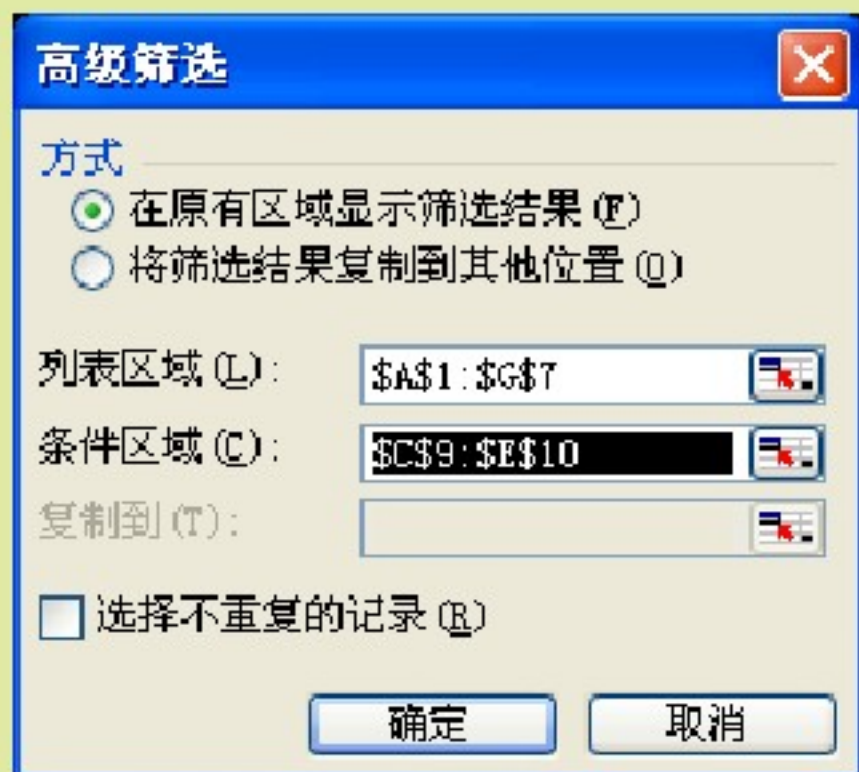 高级筛选
方式
在原有区域显示筛选结果(F)
将筛选结果复制到其他位置(O)
列表区域(L): $A$1:$G$7
条件区域(C): $C$9:$E$10
复制到(T):
选择不重复的记录(R)
确定 取消